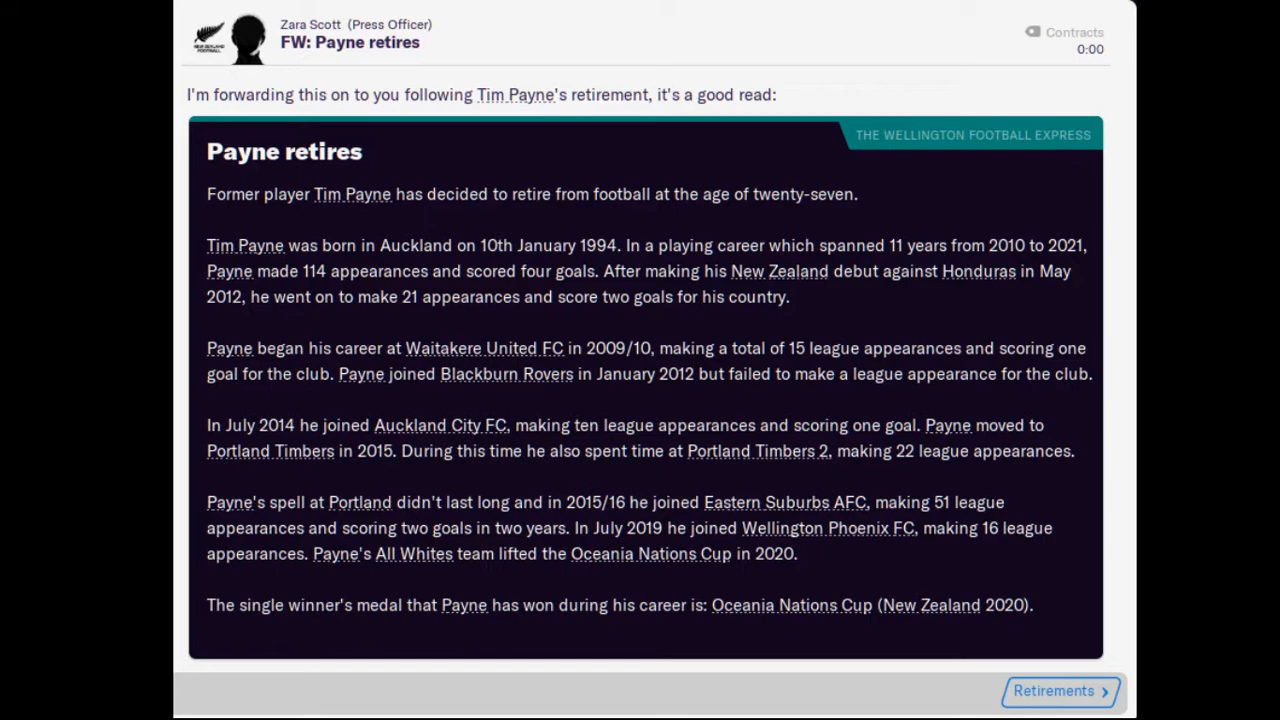 Zara Scott (Press Officer)
FW: Payne retires
Contracts
0:00
NEW ZEALAND
FOOTBALL
I'm forwarding this on to you following Tim Payne's retirement, it's a good read:
THE WELLINGTON FOOTBALL EXPRESS
Payne retires
Former player Tim Payne has decided to retire from football at the age of twenty-seven.
Tim Payne was born in Auckland on 10th January 1994. In a playing career which spanned 11 years from 2010 to 2021,
Payne made 114 appearances and scored four goals. After making his New Zealand debut against Honduras in May
2012, he went on to make 21 appearances and score two goals for his country.
Payne began his career at Waitakere United FC in 2009/10, making a total of 15 league appearances and scoring one
goal for the club. Payne joined Blackburn Rovers in January 2012 but failed to make a league appearance for the club.
In July 2014 he joined Auckland City FC, making ten league appearances and scoring one goal. Payne moved to
Portland Timbers in 2015. During this time he also spent time at Portland Timbers 2, making 22 league appearances.
Payne's spell at Portland didn't last long and in 2015/16 he joined Eastern Suburbs AFC, making 51 league
appearances and scoring two goals in two years. In July 2019 he joined Wellington Phoenix FC, making 16 league
appearances. Payne's All Whites team lifted the Oceania Nations Cup in 2020.
The single winner's medal that Payne has won during his career is: Oceania Nations Cup (New Zealand 2020).
Retirements